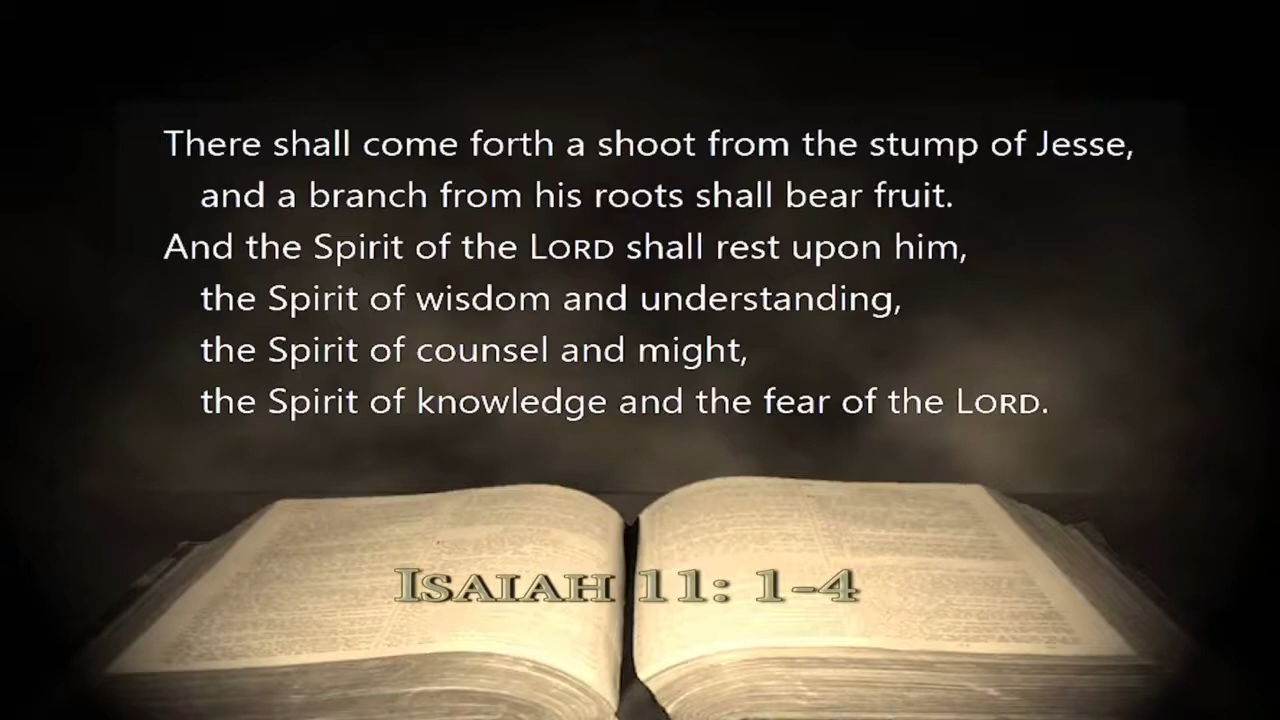 There shall come forth a shoot from the stump of Jesse,
and a branch from his roots shall bear fruit.
And the Spirit of the LORD shall rest upon him,
the Spirit of wisdom and understanding,
the Spirit of counsel and might,
the Spirit of knowledge and the fear of the LORD.
ISAIAH 11: 1-4